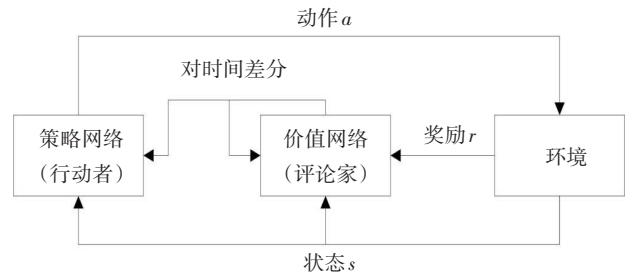 动作a
对时间差分
策略网络
（行动者）
价值网络
（评论家）
奖励r
环境
状态s